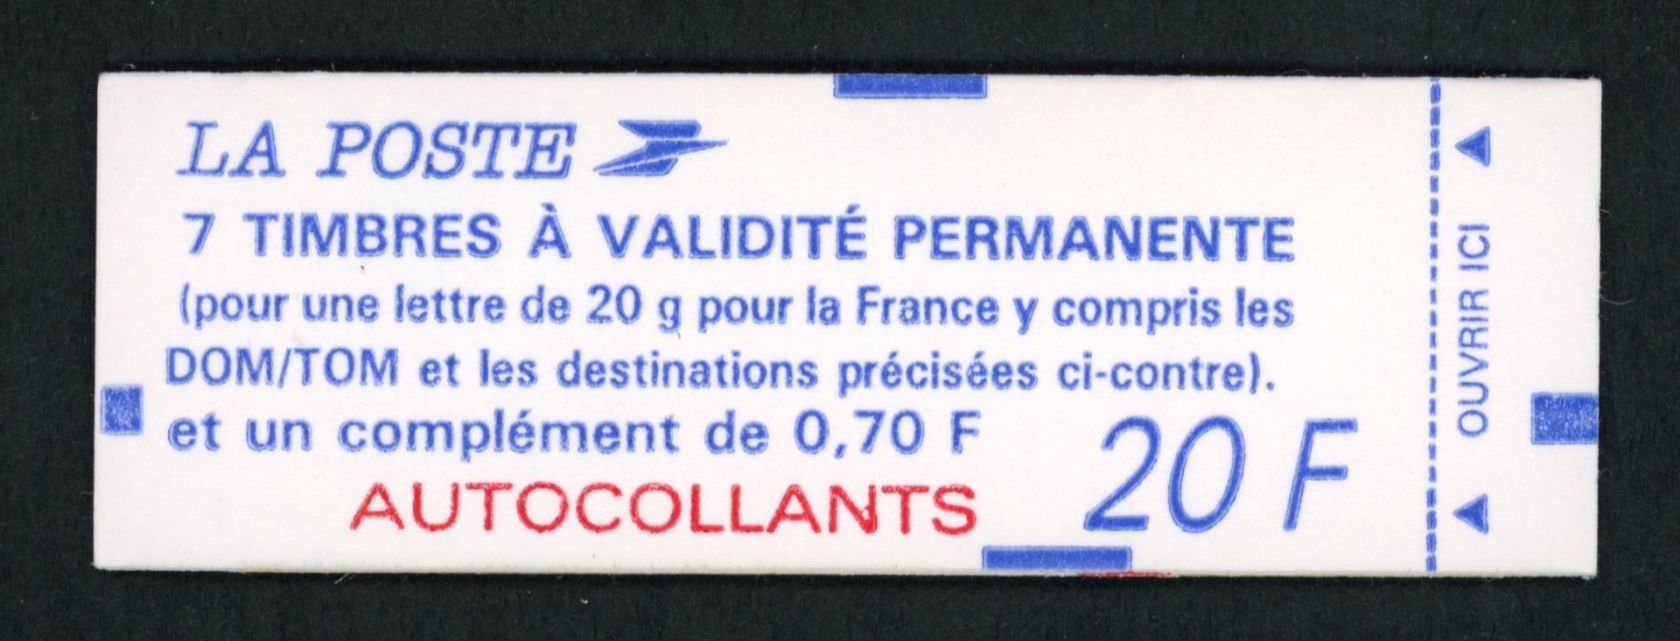 LA POSTE
7 TIMBRES À VALIDITÉ PERMANENTE
(pour une lettre de 20 g pour la France y compris les
DOM/TOM et les destinations précisées ci-contre).
et un complément de 0,70 F
20 F
AUTOCOLLANTS
OUVRIR ICI